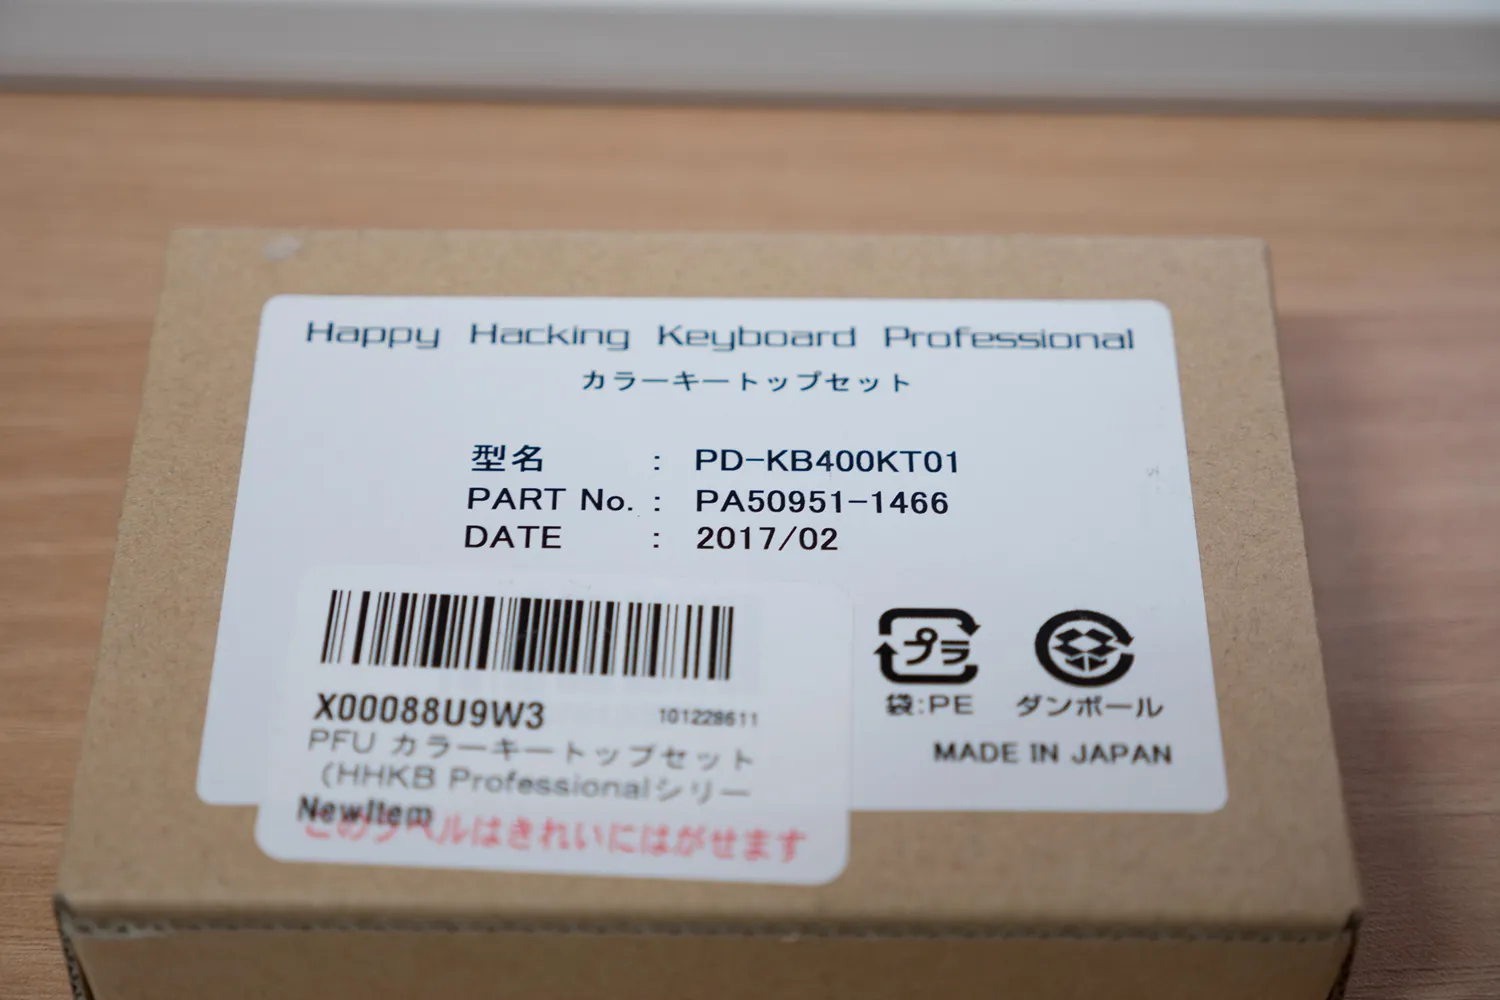 Happy Hacking Keyboard Professional
カラーキートップセット
型名 : PD-KB400KT01
PART No. : PA50951-1466
DATE : 2017/02
X00088U9W3 101228611
PFU カラーキートップセット
(HHKB Professionalシリー
NewItem
このラベルはきれいにはがせます
プラ
袋:PE
ダンボール
MADE IN JAPAN